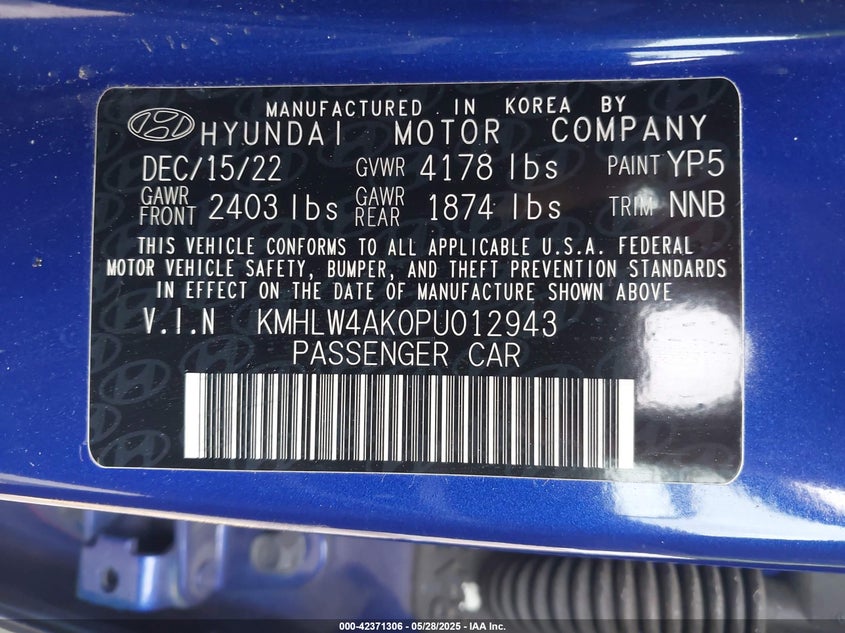 MANUFACTURED IN KOREA BY
HYUNDAI MOTOR COMPANY
DEC/15/22 GVWR 4178 lbs PAINT YP5
GAWR FRONT 2403 lbs GAWR REAR 1874 lbs TRIM NNB
THIS VEHICLE CONFORMS TO ALL APPLICABLE U.S.A. FEDERAL
MOTOR VEHICLE SAFETY, BUMPER, AND THEFT PREVENTION STANDARDS
IN EFFECT ON THE DATE OF MANUFACTURE SHOWN ABOVE
V.I.N KMHLW4AK0PU012943
PASSENGER CAR
000-42371306 - 05/28/2025 - IAA Inc.